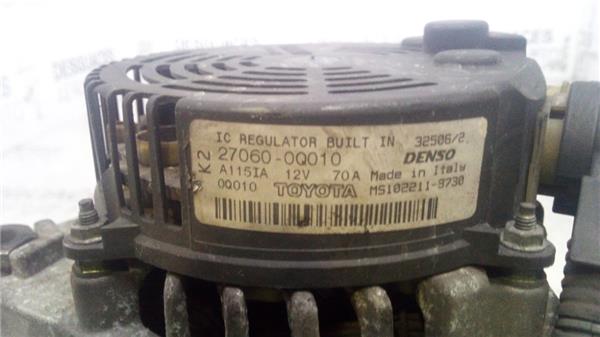 IC REGULATOR BUILT IN 32506/2
K2 27060-0Q010 DENSO
A115IA 12V 70A Made in Italy
0Q010 TOYOTA MS102211-9730